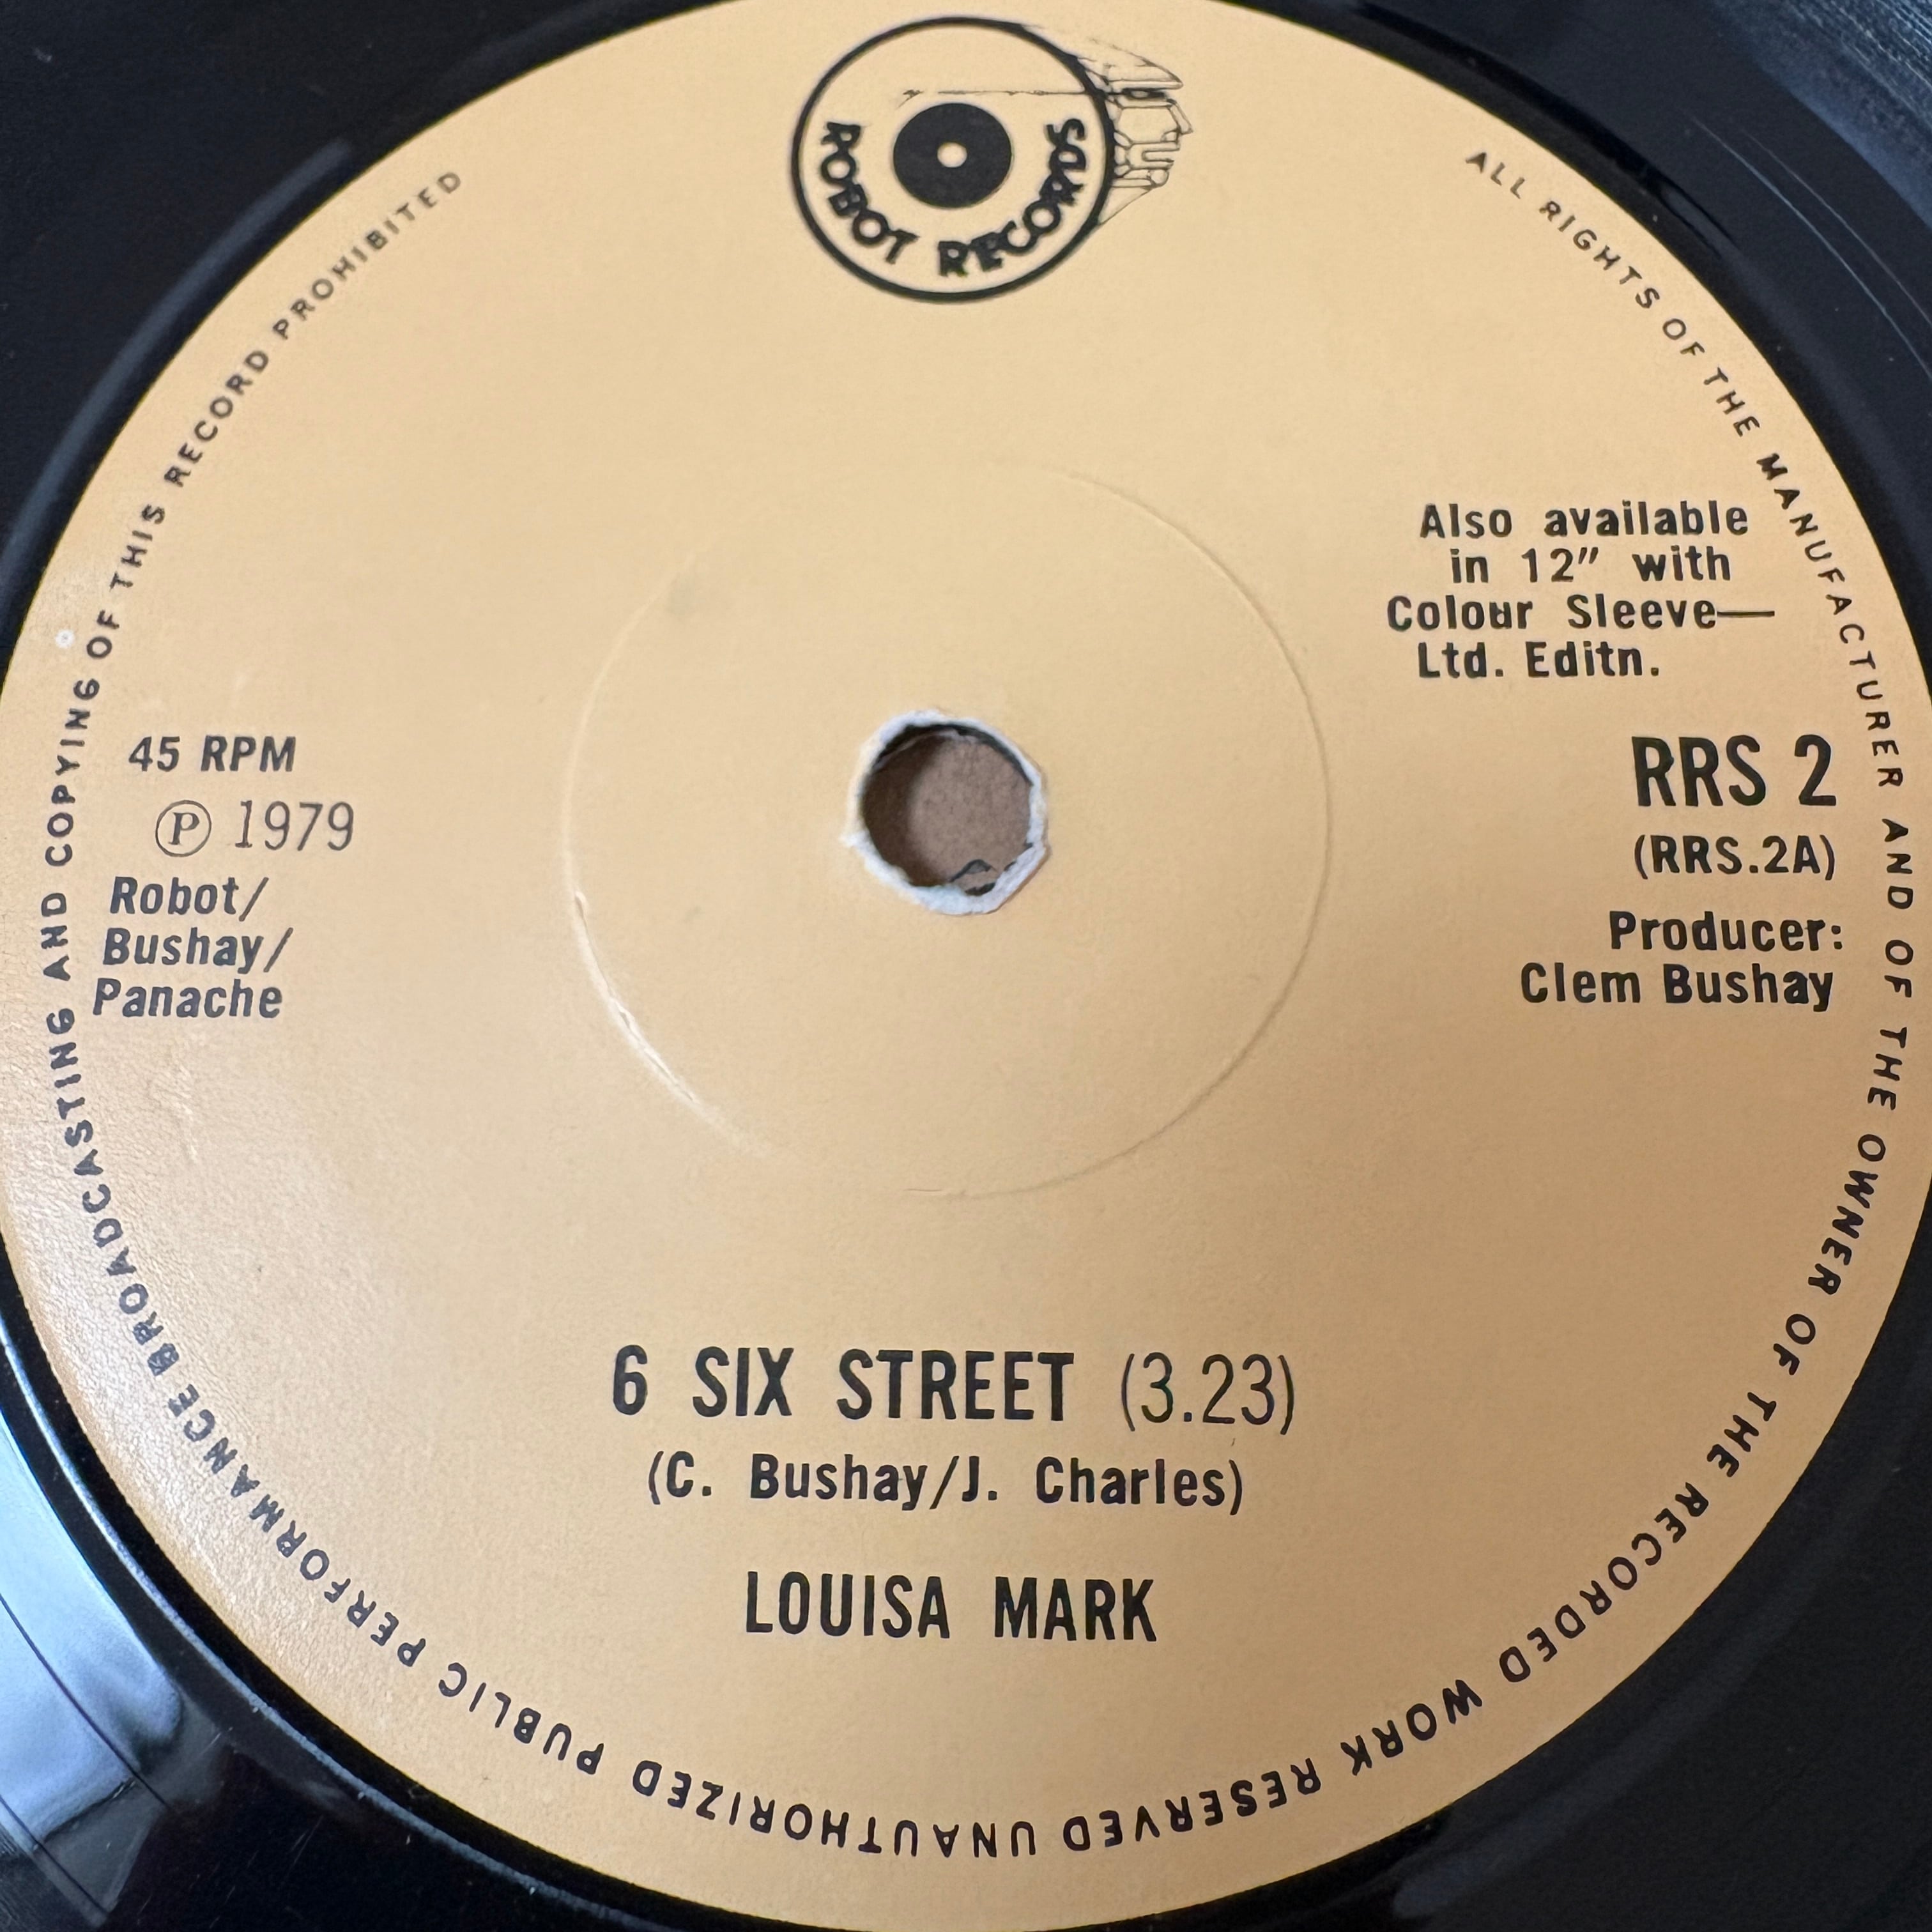 ROBOT RECORDS
ALL RIGHTS OF THE MANUFACTURER AND OF THE OWNER OF THE RECORDED WORK RESERVED UNAUTHORIZED PUBLIC PERFORMANCE BROADCASTING AND COPYING OF THIS RECORD PROHIBITED
Also available
in 12" with
Colour Sleeve—
Ltd. Editn.
45 RPM
Ⓟ 1979
Robot/
Bushay/
Panache
RRS 2
(RRS.2A)
Producer:
Clem Bushay
6 SIX STREET (3.23)
(C. Bushay/J. Charles)
LOUISA MARK